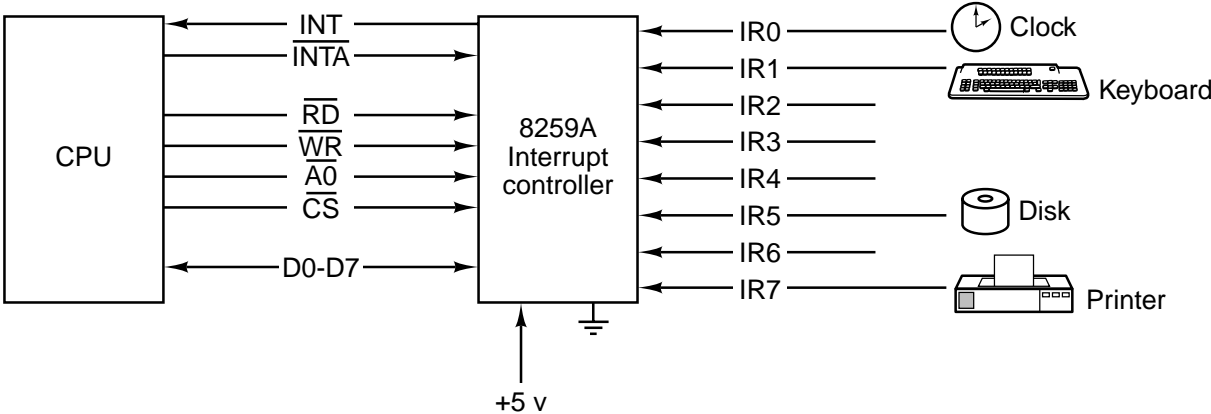 CPU
INT
INTA
RD
WR
A0
CS
D0-D7
8259A
Interrupt
controller
+5 v
IR0
IR1
IR2
IR3
IR4
IR5
IR6
IR7
Clock
Keyboard
Disk
Printer